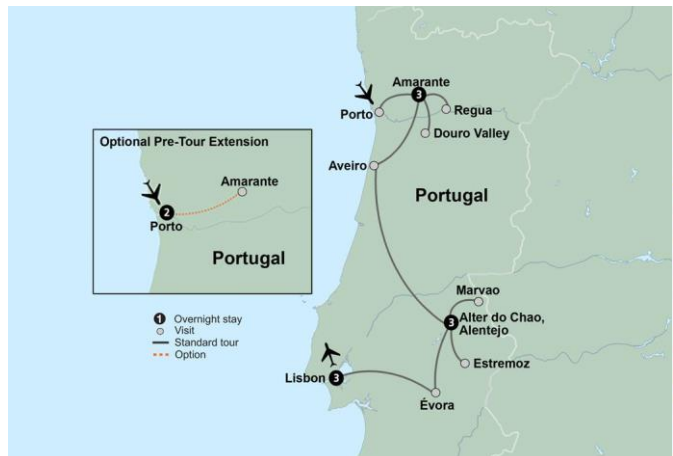 Optional Pre-Tour Extension
Amarante
2
Porto
Portugal
1 Overnight stay
Visit
Standard tour
Option
Amarante
3
Porto
Regua
Douro Valley
Aveiro
Portugal
Marvao
3 Alter do Chao,
Alentejo
Estremoz
Lisbon 3
Évora